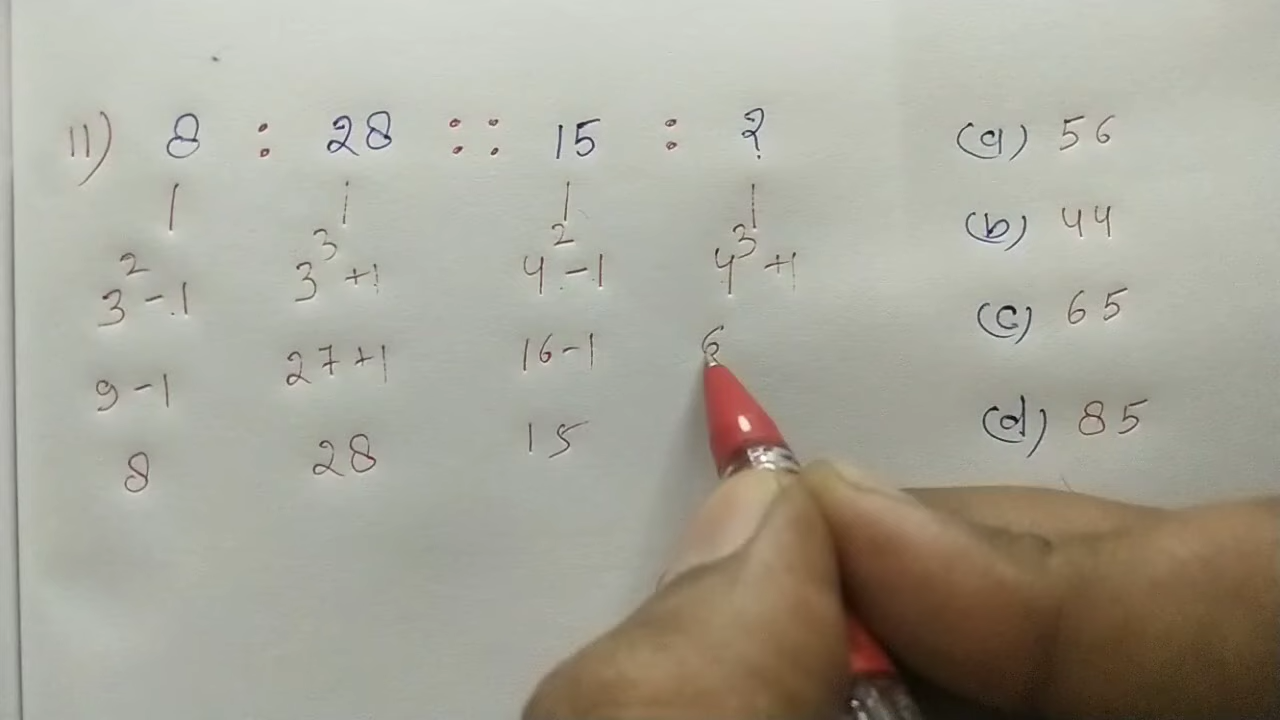 11) 8 : 28 :: 15 : ?
3² - 1 3³ + 1 4² - 1 4³ + 1
9 - 1 27 + 1 16 - 1 6
8 28 15
(a) 56
(b) 44
(c) 65
(d) 85